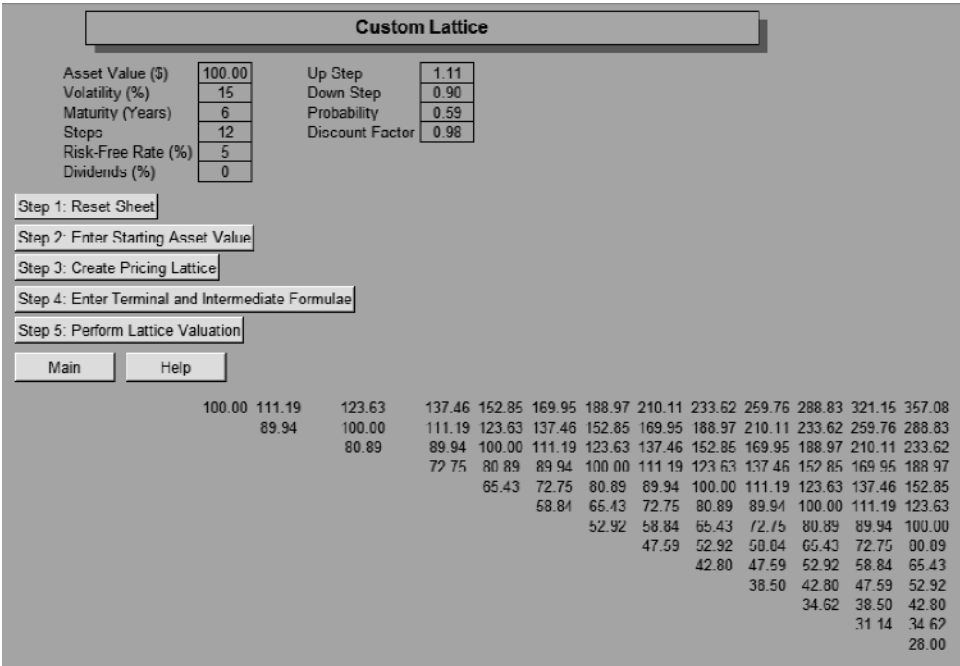 Custom Lattice
Asset Value ($) 100.00 Up Step 1.11
Volatility (%) 15 Down Step 0.90
Maturity (Years) 6 Probability 0.59
Steps 12 Discount Factor 0.98
Risk-Free Rate (%) 5
Dividends (%) 0
Step 1: Reset Sheet
Step 2: Enter Starting Asset Value
Step 3: Create Pricing Lattice
Step 4: Enter Terminal and Intermediate Formulae
Step 5: Perform Lattice Valuation
Main Help
100.00 111.19 123.63 137.46 152.85 169.95 188.97 210.11 233.62 259.76 288.83 321.15 357.08
89.94 100.00 111.19 123.63 137.46 152.85 169.95 188.97 210.11 233.62 259.76 288.83
80.89 89.94 100.00 111.19 123.63 137.46 152.85 169.95 188.97 210.11 233.62
72.75 80.89 89.94 100.00 111.19 123.63 137.46 152.85 169.95 188.97
65.43 72.75 80.89 89.94 100.00 111.19 123.63 137.46 152.85
58.84 65.43 72.75 80.89 89.94 100.00 111.19 123.63
52.92 58.84 65.43 72.75 80.89 89.94 100.00
47.59 52.92 58.84 65.43 72.75 80.89
42.80 47.59 52.92 58.84 65.43
38.50 42.80 47.59 52.92
34.62 38.50 42.80
31.14 34.62
28.00